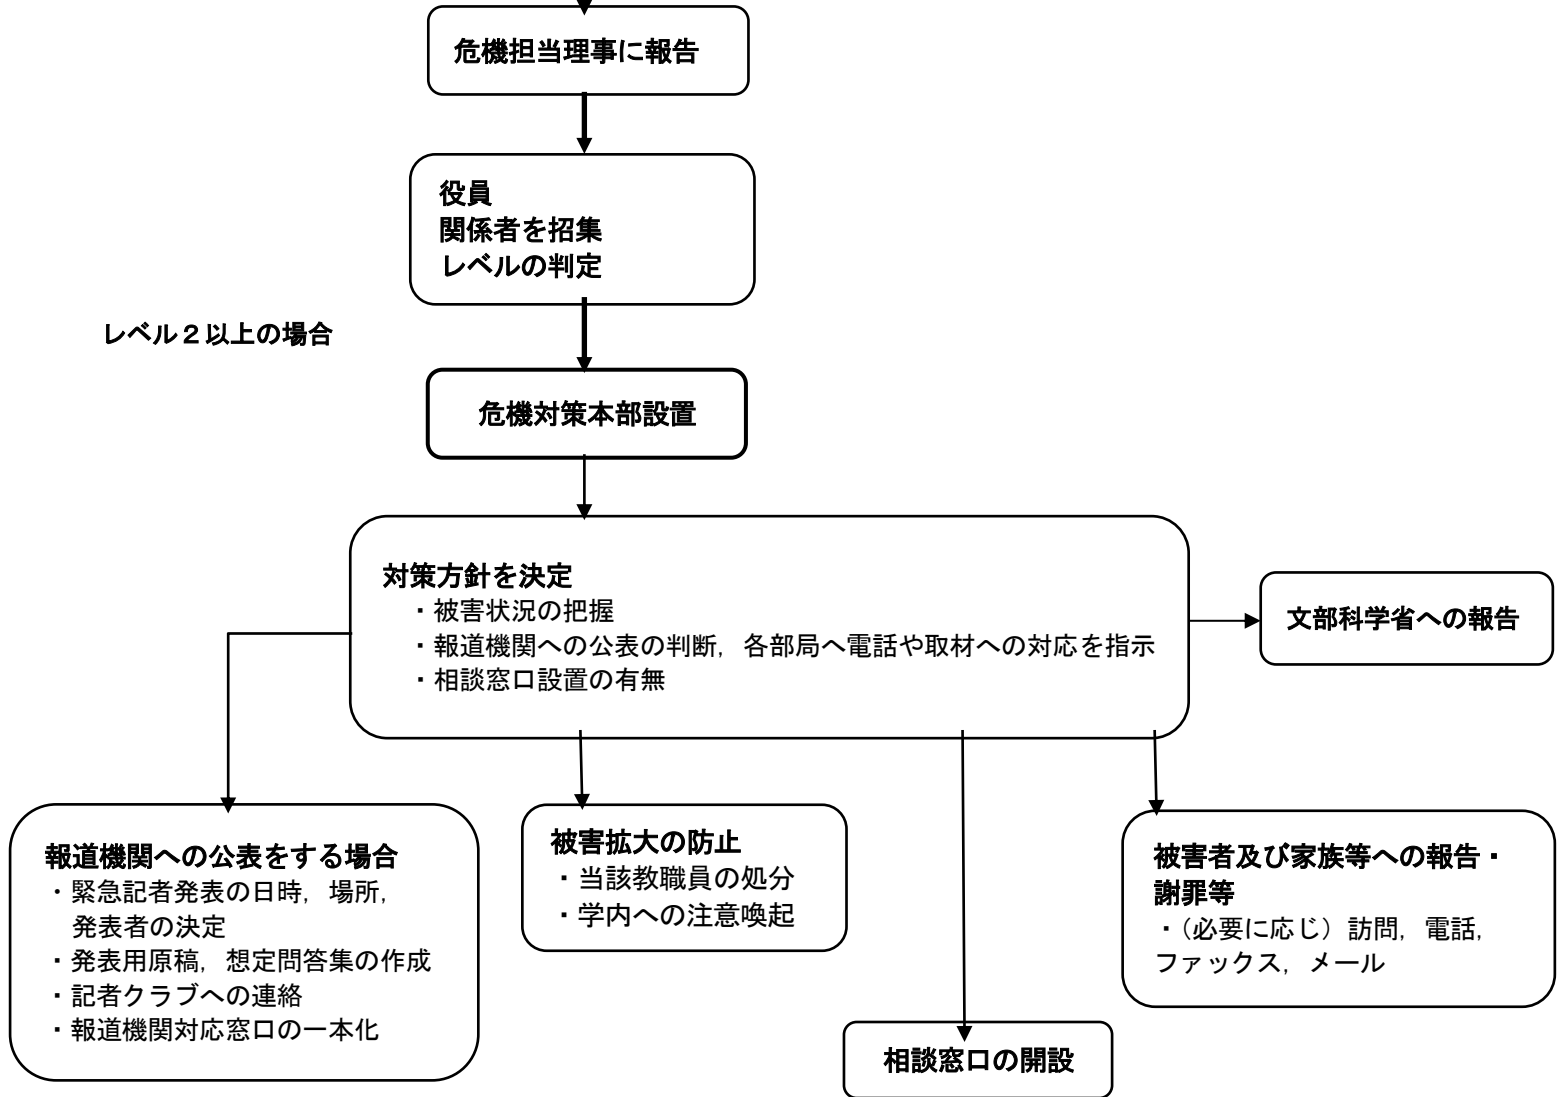 危機担当理事に報告
役員
関係者を招集
レベルの判定
レベル２以上の場合
危機対策本部設置
対策方針を決定
・被害状況の把握
・報道機関への公表の判断，各部局へ電話や取材への対応を指示
・相談窓口設置の有無
文部科学省への報告
報道機関への公表をする場合
・緊急記者発表の日時，場所，
発表者の決定
・発表用原稿，想定問答集の作成
・記者クラブへの連絡
・報道機関対応窓口の一本化
被害拡大の防止
・当該教職員の処分
・学内への注意喚起
被害者及び家族等への報告・
謝罪等
・（必要に応じ）訪問，電話，
ファックス，メール
相談窓口の開設